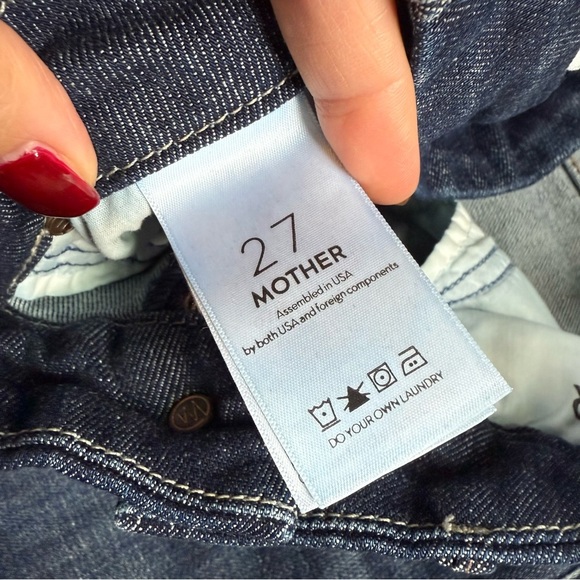 27
MOTHER
Assembled in USA
by both USA and foreign components
DO YOUR OWN LAUNDRY